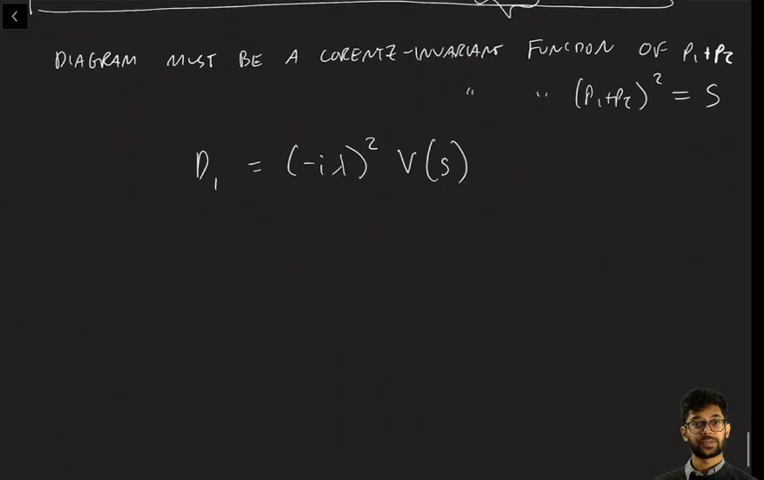 DIAGRAM MUST BE A LORENTZ-INVARIANT FUNCTION OF P₁+P₂
" " (P₁+P₂)² = S
D₁ = (-iλ)² V(s)